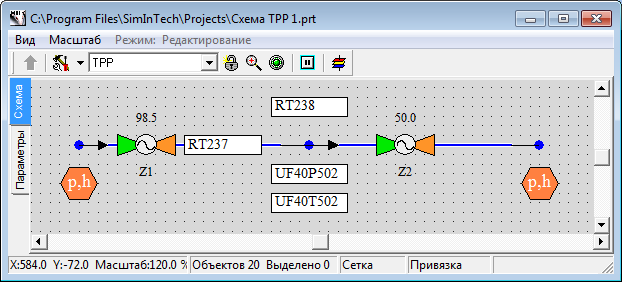 C:\Program Files\SimInTech\Projects\Схема TPP 1.prt
Вид Масштаб Режим: Редактирование
TPP
Схема
Параметры
RT238
98.5
50.0
RT237
Z1
Z2
p,h
p,h
UF40P502
UF40T502
X:584.0 Y:-72.0 Масштаб:120.0 % Объектов 20 Выделено 0 Сетка Привязка